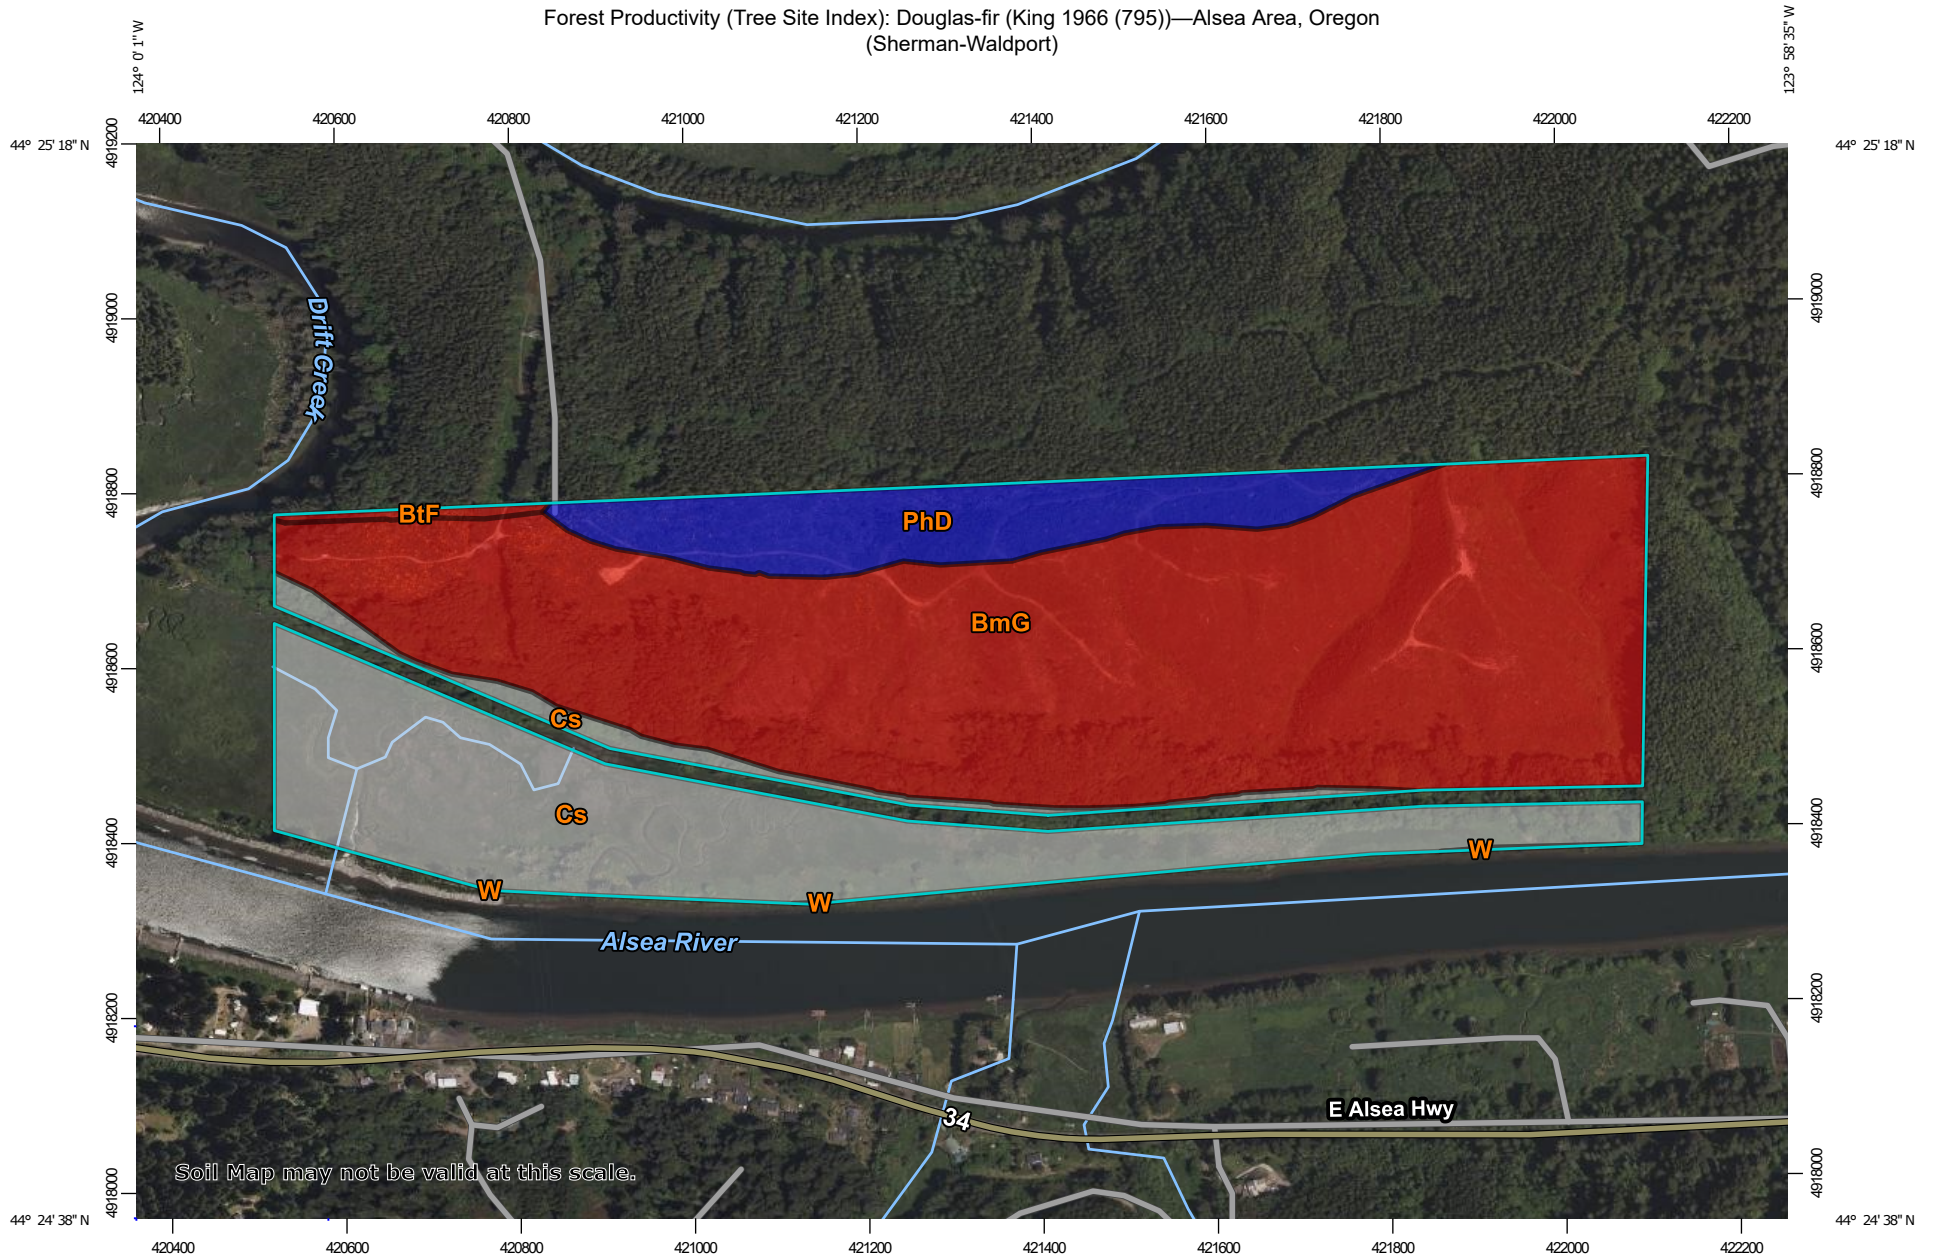 Forest Productivity (Tree Site Index): Douglas-fir (King 1966 (795))—Alsea Area, Oregon
(Sherman-Waldport)
124° 0' 1" W
123° 58' 35" W
420400 420600 420800 421000 421200 421400 421600 421800 422000 422200
44° 25' 18" N
44° 25' 18" N
4919200
4919000
4919000
Drift Creek
4918800
4918800
BtF
PhD
BmG
4918600
4918600
Cs
Cs
4918400
4918400
W
W
W
Alsea River
4918200
4918200
E Alsea Hwy
34
Soil Map may not be valid at this scale.
4918000
4918000
44° 24' 38" N
44° 24' 38" N
420400 420600 420800 421000 421200 421400 421600 421800 422000 422200